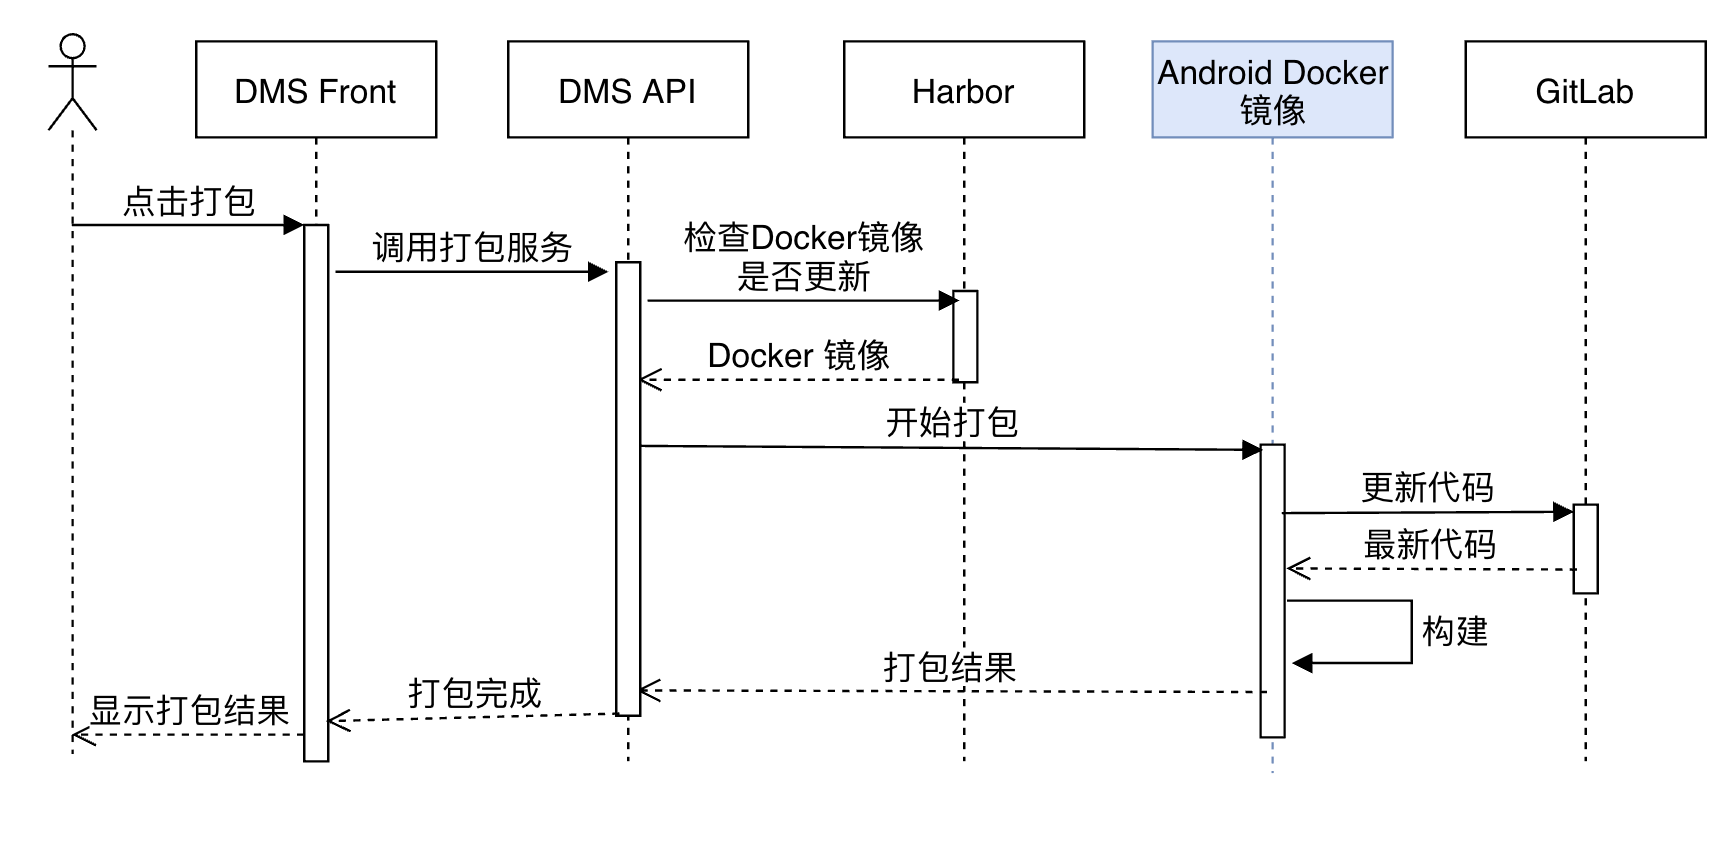 DMS Front
DMS API
Harbor
Android Docker
镜像
GitLab
点击打包
调用打包服务
检查Docker镜像
是否更新
Docker 镜像
开始打包
更新代码
最新代码
构建
打包结果
打包完成
显示打包结果